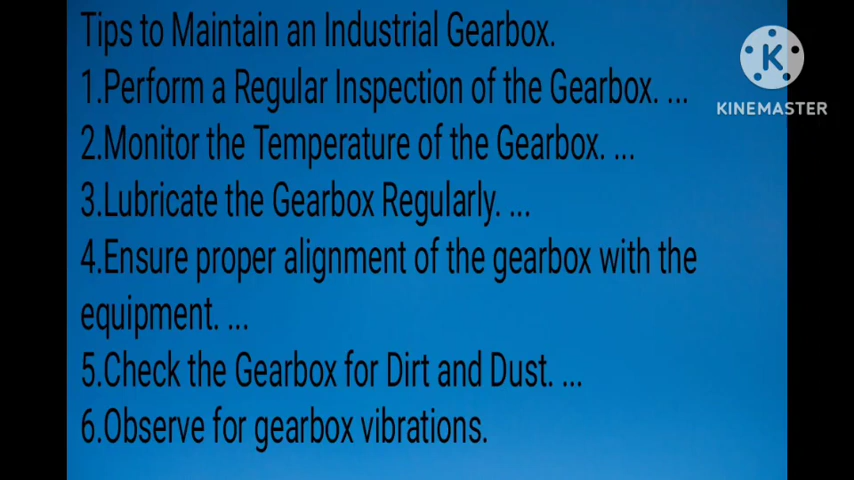 Tips to Maintain an Industrial Gearbox.
1.Perform a Regular Inspection of the Gearbox. ...
2.Monitor the Temperature of the Gearbox. ...
3.Lubricate the Gearbox Regularly. ...
4.Ensure proper alignment of the gearbox with the
equipment. ...
5.Check the Gearbox for Dirt and Dust. ...
6.Observe for gearbox vibrations.
K
KINEMASTER